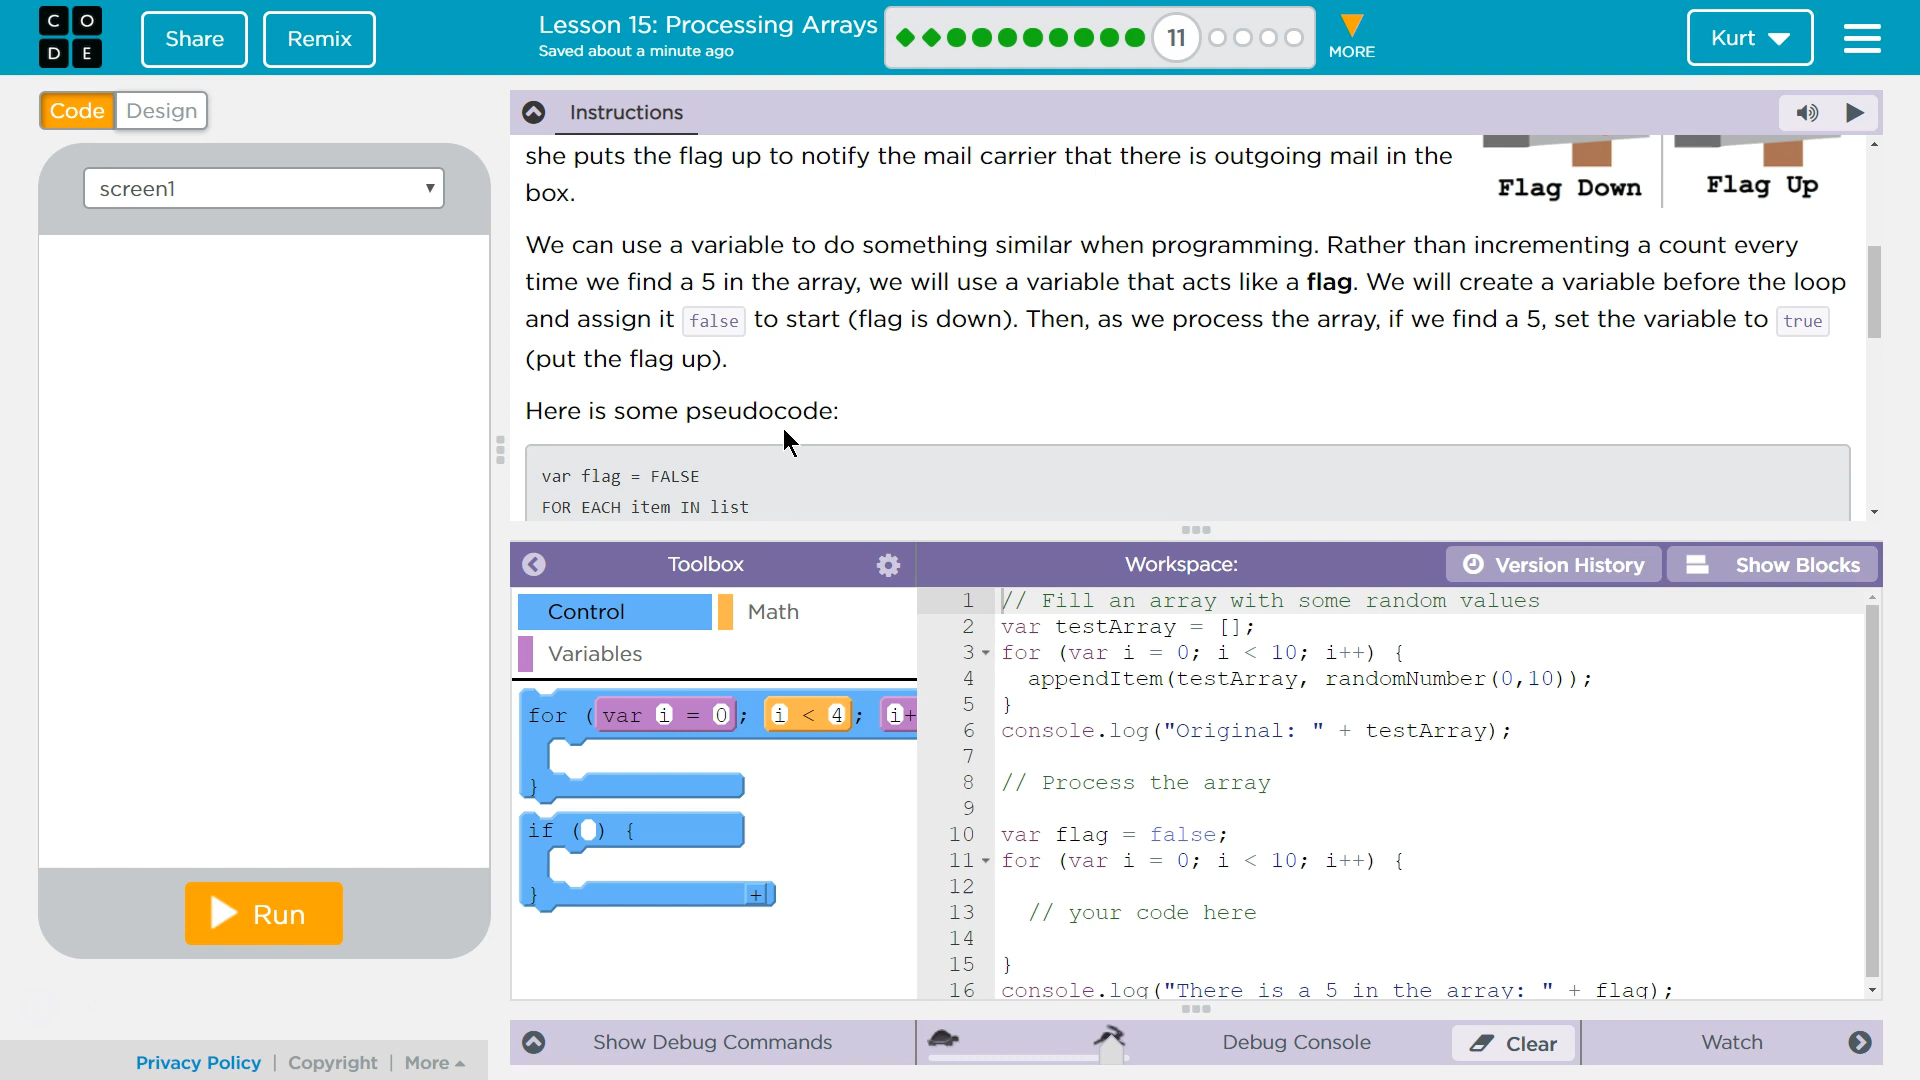 C O
D E
Share
Remix
Lesson 15: Processing Arrays
Saved about a minute ago
11
MORE
Kurt
Code
Design
screen1
Run
Instructions
she puts the flag up to notify the mail carrier that there is outgoing mail in the
box.
Flag Down
Flag Up
We can use a variable to do something similar when programming. Rather than incrementing a count every
time we find a 5 in the array, we will use a variable that acts like a flag. We will create a variable before the loop
and assign it false to start (flag is down). Then, as we process the array, if we find a 5, set the variable to true
(put the flag up).
Here is some pseudocode:
var flag = FALSE
FOR EACH item IN list
Toolbox
Workspace:
Version History
Show Blocks
Control
Math
Variables
for ( var i = 0 ; i < 4 ; i+
}
if ( ) {
} +
1 // Fill an array with some random values
2 var testArray = [];
3 for (var i = 0; i < 10; i++) {
4 appendItem(testArray, randomNumber(0,10));
5 }
6 console.log("Original: " + testArray);
7
8 // Process the array
9
10 var flag = false;
11 for (var i = 0; i < 10; i++) {
12
13 // your code here
14
15 }
16 console.log("There is a 5 in the array: " + flag);
Show Debug Commands
Debug Console
Clear
Watch
Privacy Policy | Copyright | More